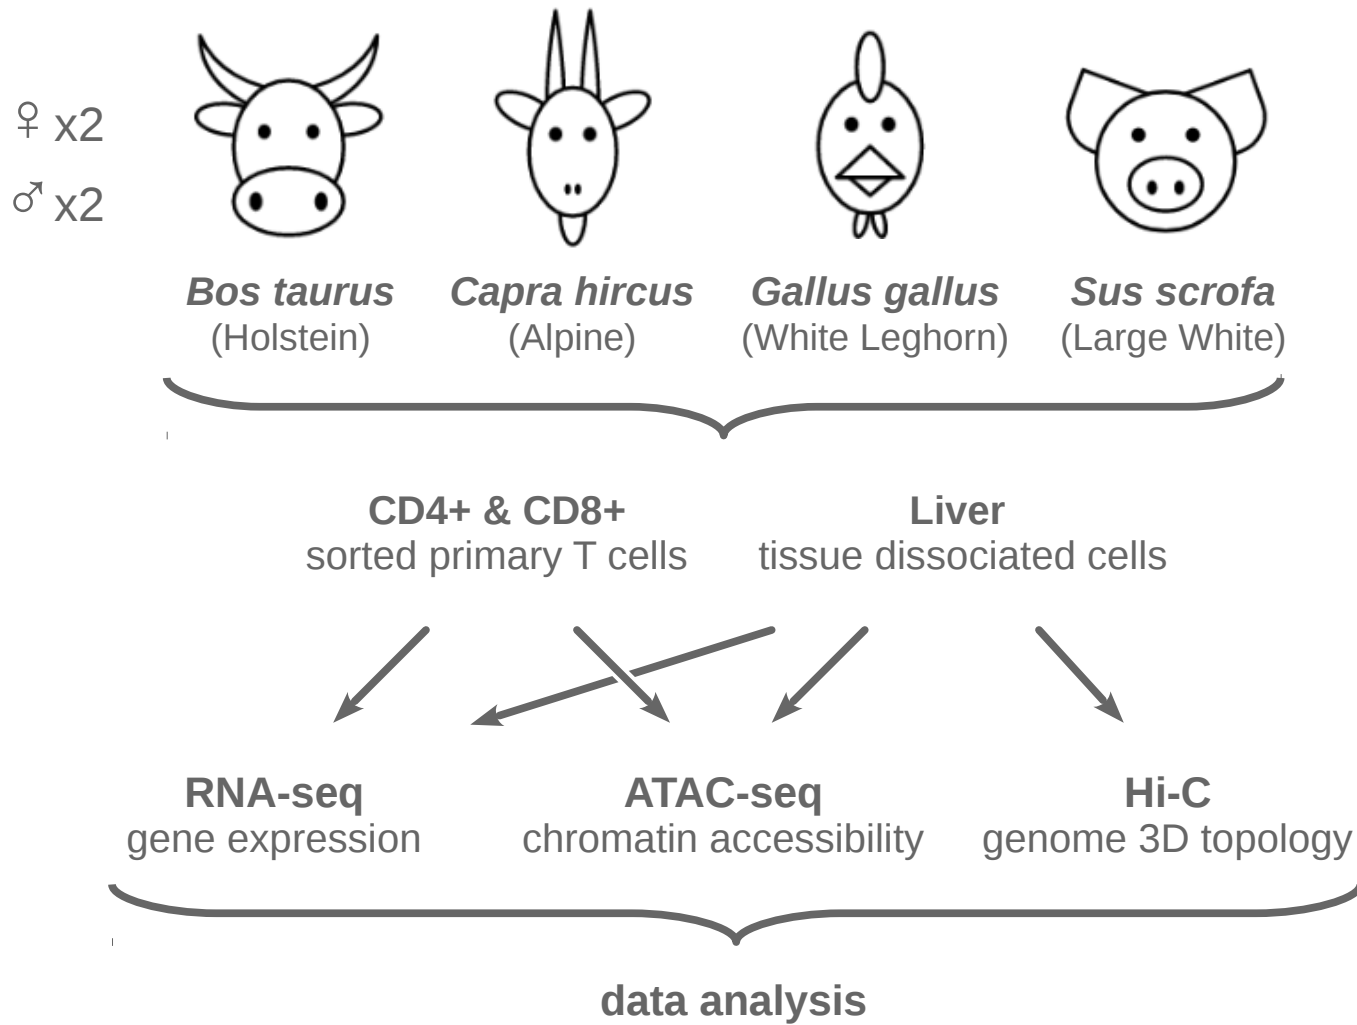 ♀ x2
♂ x2
Bos taurus
(Holstein)
Capra hircus
(Alpine)
Gallus gallus
(White Leghorn)
Sus scrofa
(Large White)
CD4+ & CD8+
sorted primary T cells
Liver
tissue dissociated cells
RNA-seq
gene expression
ATAC-seq
chromatin accessibility
Hi-C
genome 3D topology
data analysis